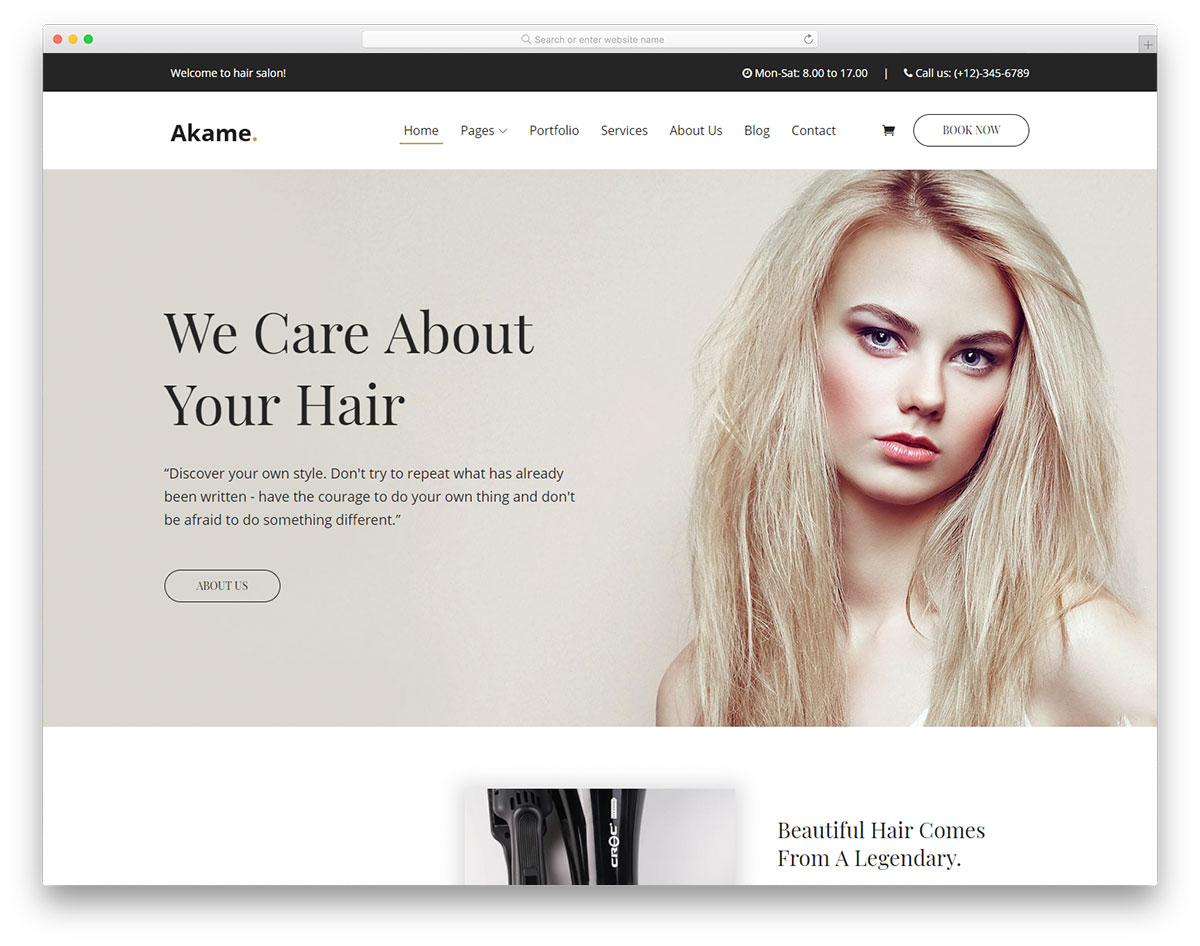 Search or enter website name
Welcome to hair salon!
Mon-Sat: 8.00 to 17.00 | Call us: (+12)-345-6789
Akame.
Home Pages Portfolio Services About Us Blog Contact BOOK NOW
We Care About
Your Hair
“Discover your own style. Don't try to repeat what has already
been written - have the courage to do your own thing and don't
be afraid to do something different.”
ABOUT US
CROC
Beautiful Hair Comes
From A Legendary.